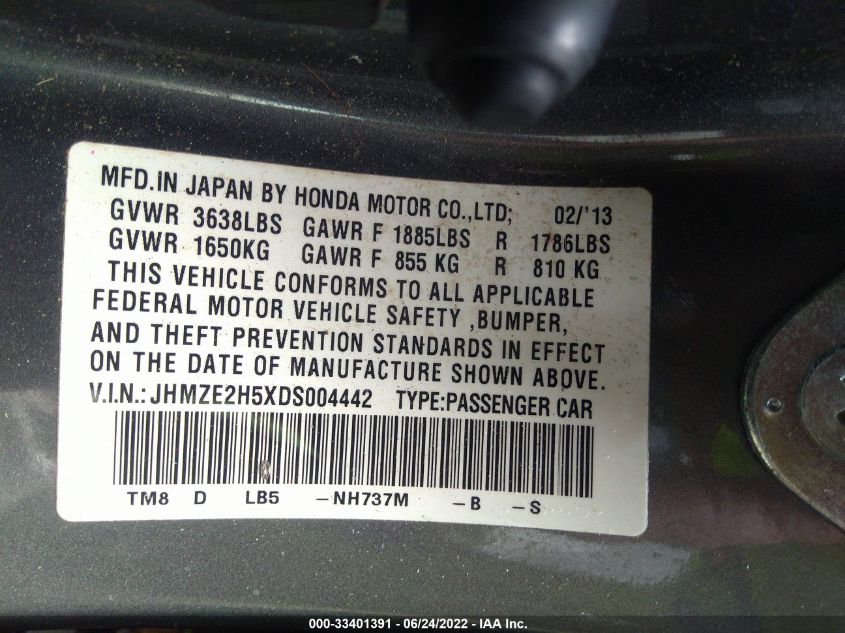 MFD.IN JAPAN BY HONDA MOTOR CO.,LTD; 02/'13
GVWR 3638LBS GAWR F 1885LBS R 1786LBS
GVWR 1650KG GAWR F 855 KG R 810 KG
THIS VEHICLE CONFORMS TO ALL APPLICABLE
FEDERAL MOTOR VEHICLE SAFETY ,BUMPER,
AND THEFT PREVENTION STANDARDS IN EFFECT
ON THE DATE OF MANUFACTURE SHOWN ABOVE.
V.I.N.:JHMZE2H5XDS004442 TYPE:PASSENGER CAR
TM8 D LB5 -NH737M -B -S
000-33401391 - 06/24/2022 - IAA Inc.